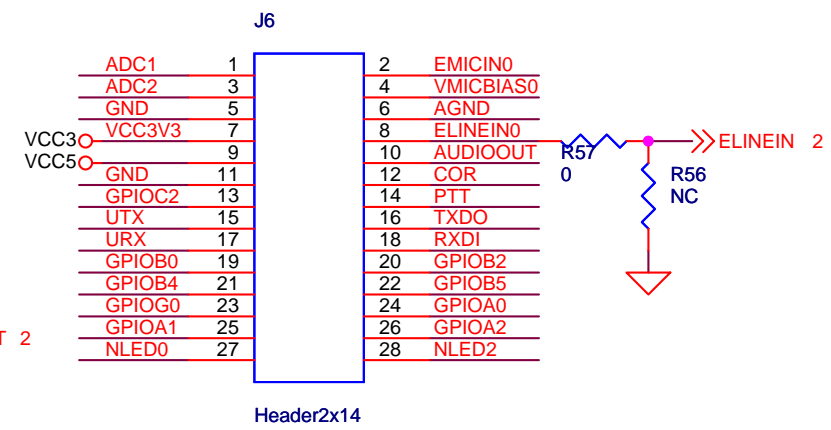 J6
ADC1 1 2 EMICIN0
ADC2 3 4 VMICBIAS0
GND 5 6 AGND
VCC3 VCC3V3 7 8 ELINEIN0 ELINEIN 2
VCC5 9 10 AUDIOOUT R57
GND 11 12 COR 0 R56
GPIOC2 13 14 PTT NC
UTX 15 16 TXDO
URX 17 18 RXDI
GPIOB0 19 20 GPIOB2
GPIOB4 21 22 GPIOB5
GPIOG0 23 24 GPIOA0
T 2 GPIOA1 25 26 GPIOA2
NLED0 27 28 NLED2
Header2x14